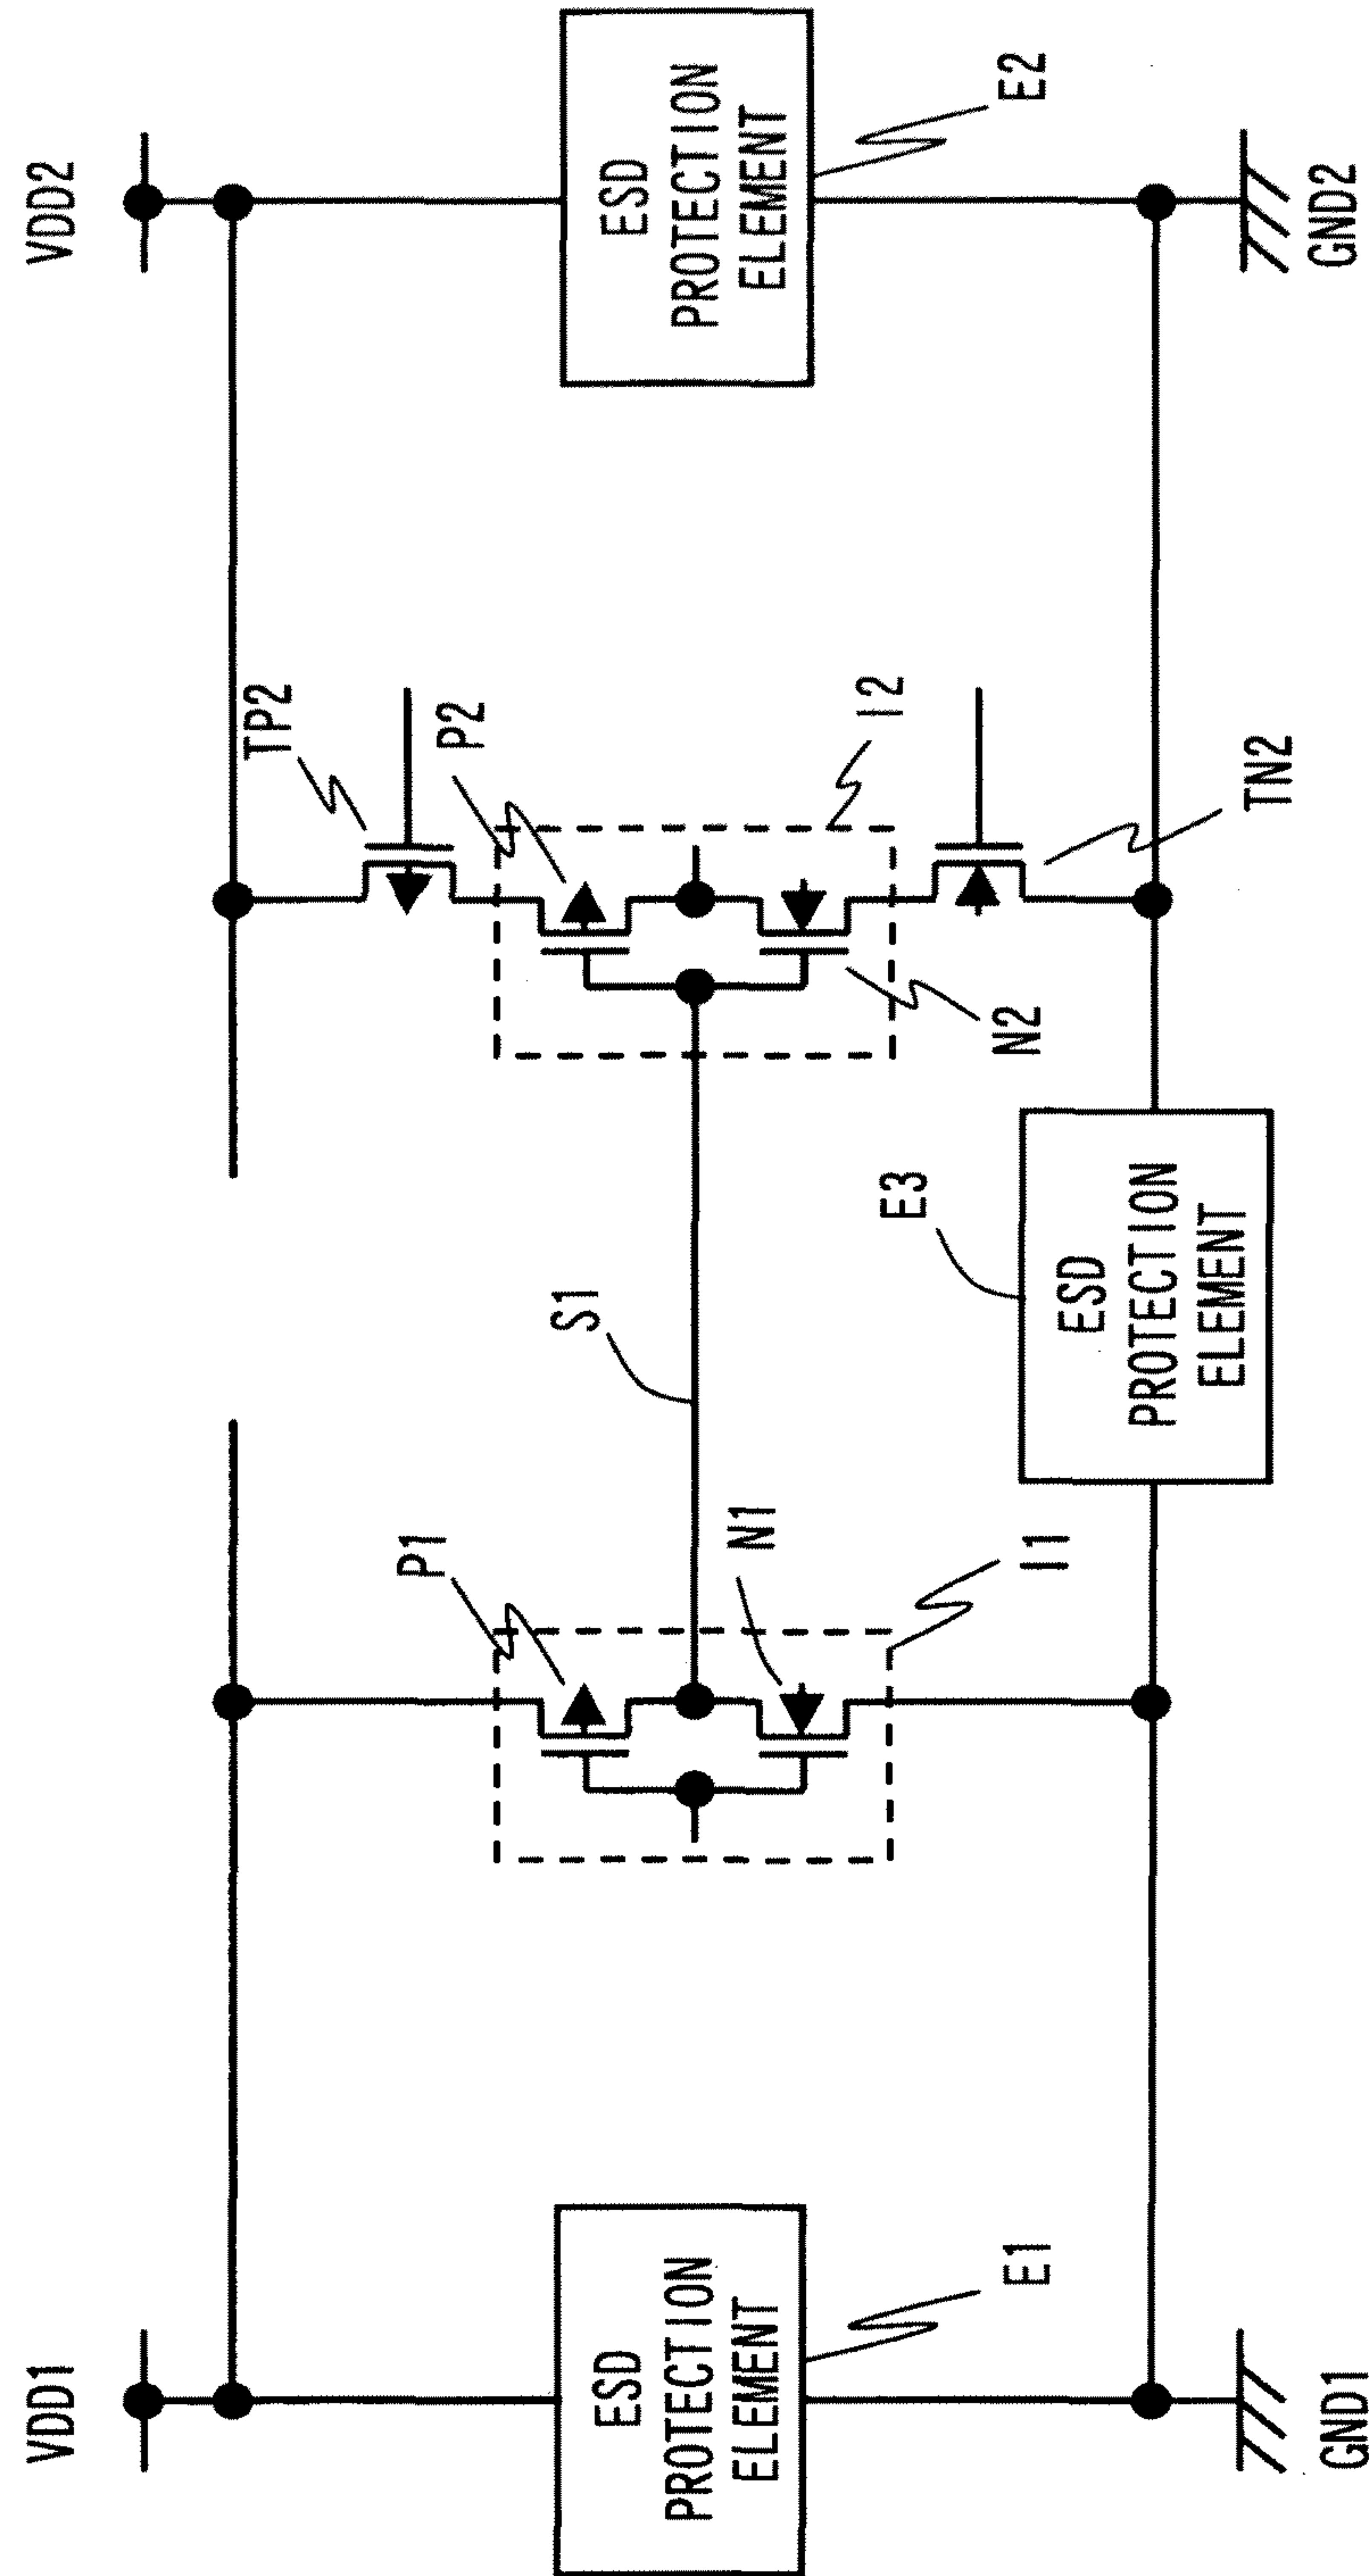 VDD1
VDD2
TP2
P1
P2
S1
N1
I1
I2
N2
E3
TN2
ESD
PROTECTION
ELEMENT
E1
ESD
PROTECTION
ELEMENT
E2
ESD
PROTECTION
ELEMENT
GND1
GND2